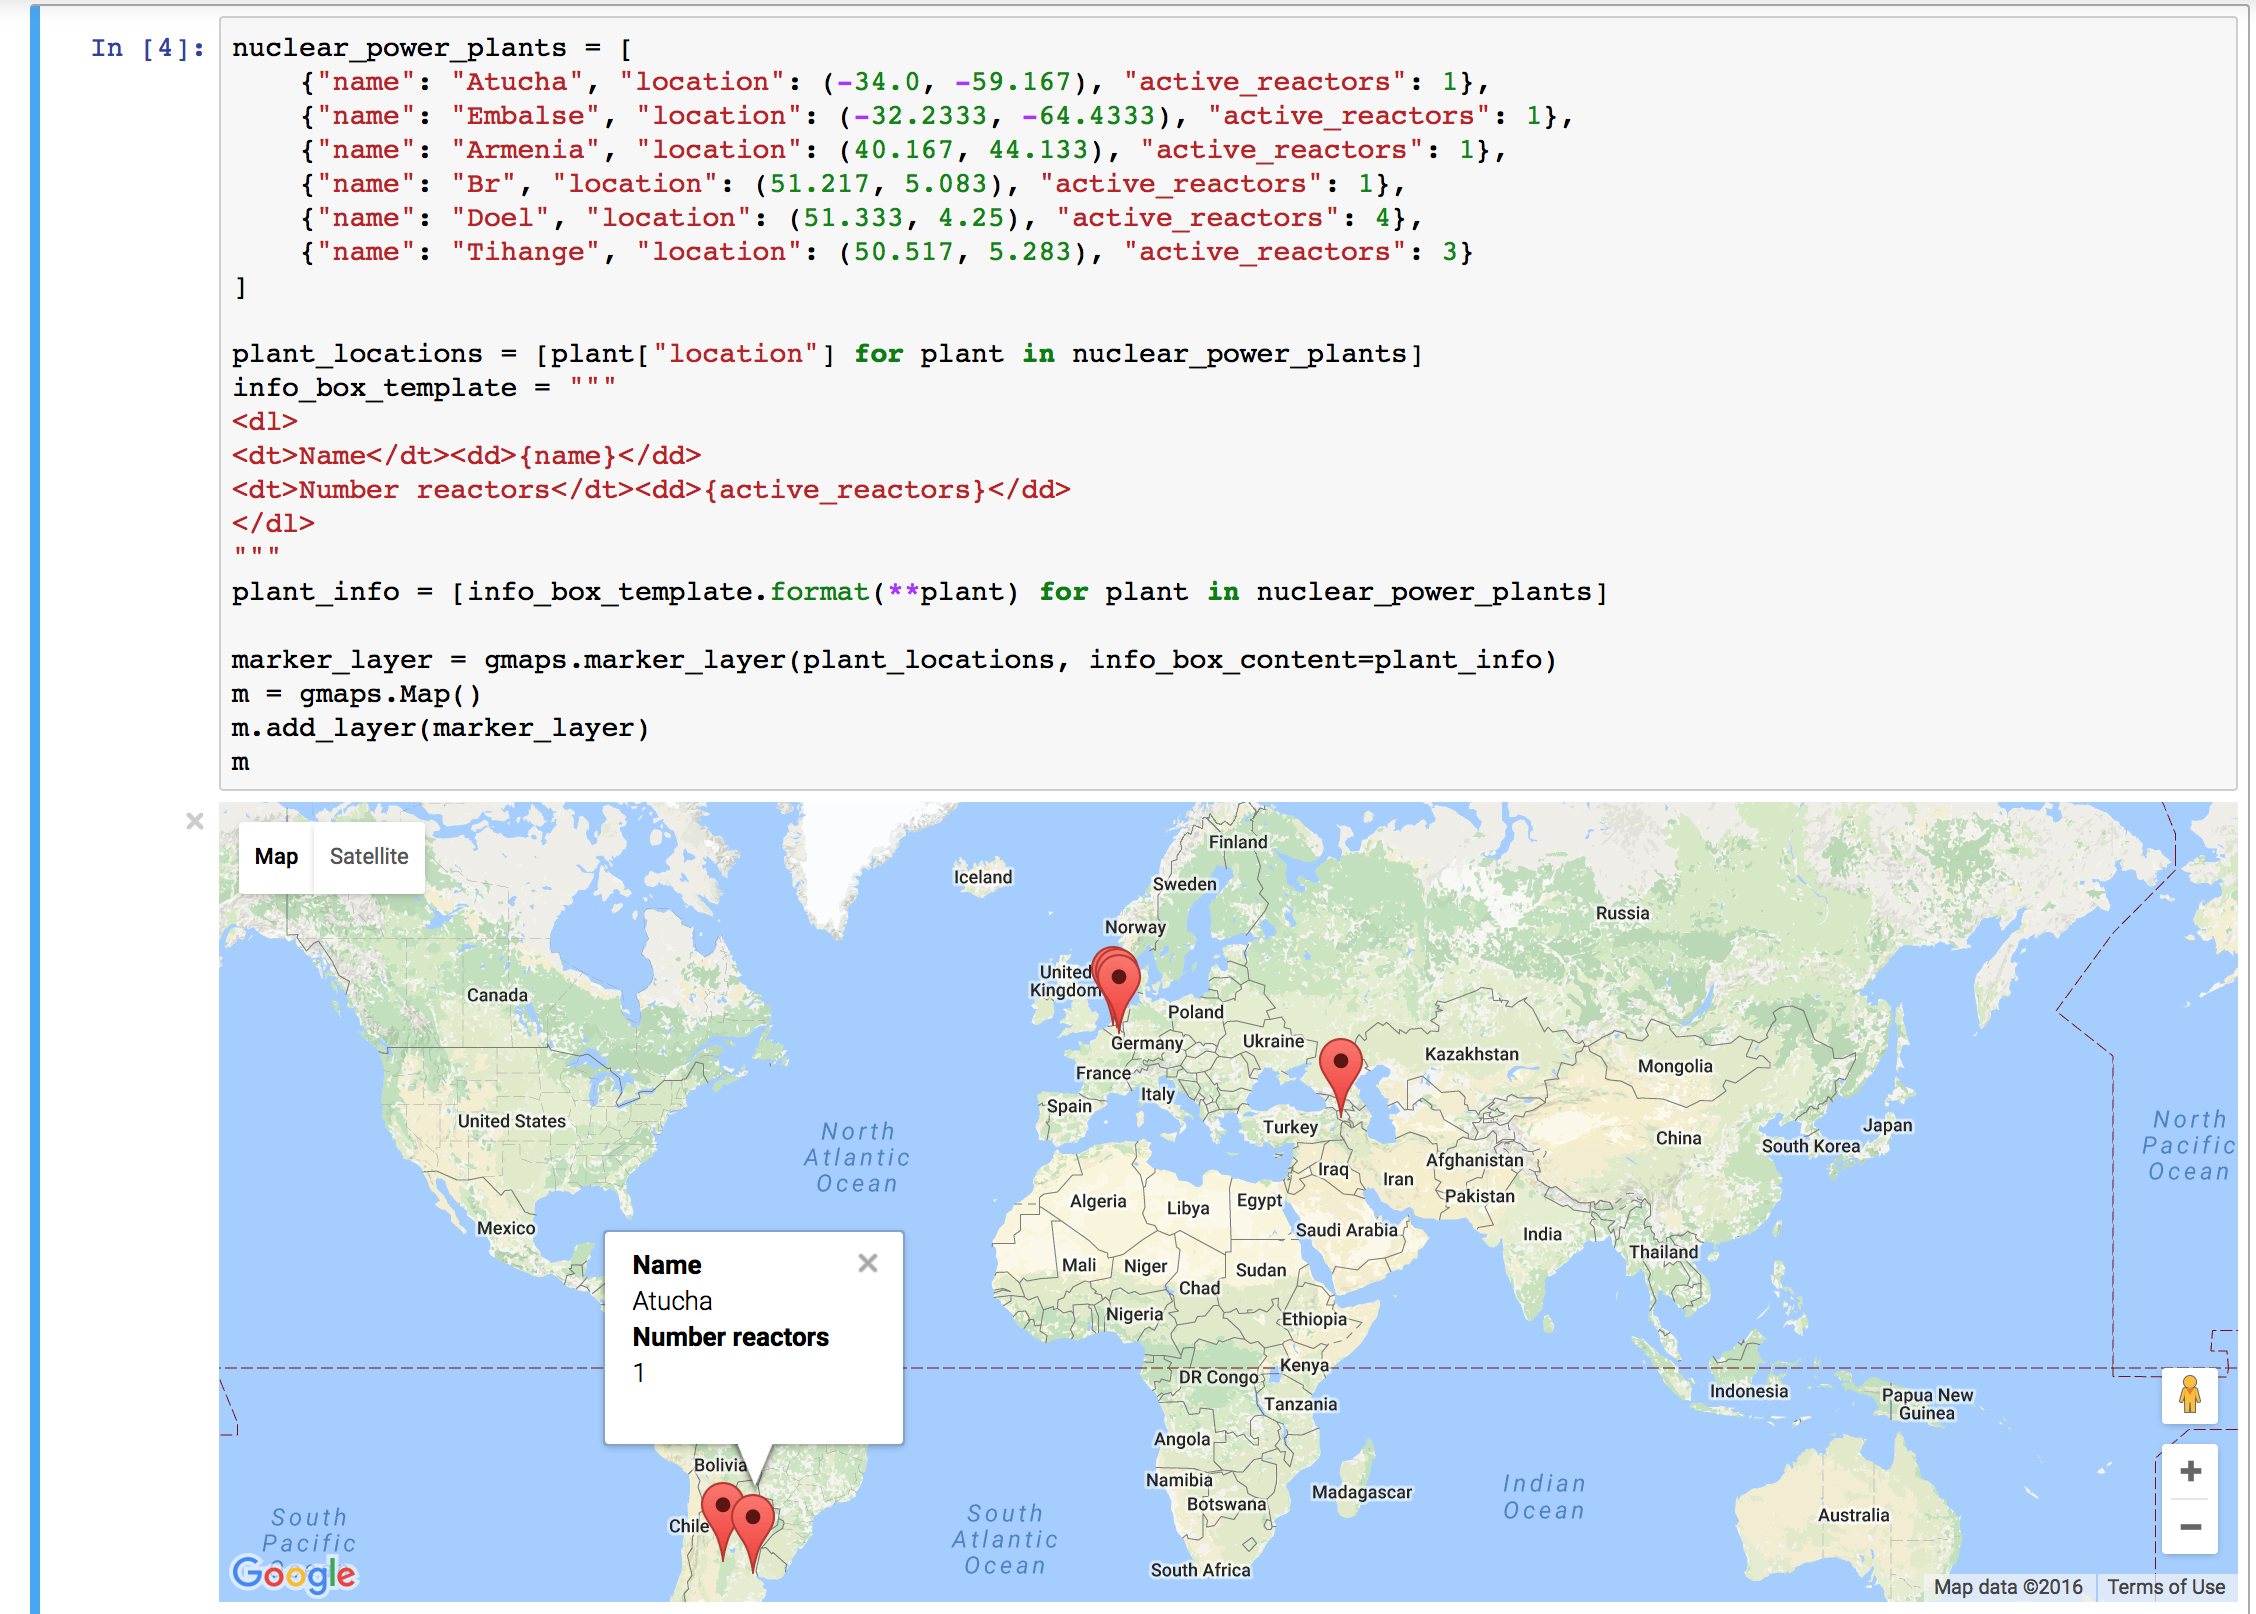 In [4]:
nuclear_power_plants = [
    {"name": "Atucha", "location": (-34.0, -59.167), "active_reactors": 1},
    {"name": "Embalse", "location": (-32.2333, -64.4333), "active_reactors": 1},
    {"name": "Armenia", "location": (40.167, 44.133), "active_reactors": 1},
    {"name": "Br", "location": (51.217, 5.083), "active_reactors": 1},
    {"name": "Doel", "location": (51.333, 4.25), "active_reactors": 4},
    {"name": "Tihange", "location": (50.517, 5.283), "active_reactors": 3}
]
plant_locations = [plant["location"] for plant in nuclear_power_plants]
info_box_template = """
<dl>
<dt>Name</dt><dd>{name}</dd>
<dt>Number reactors</dt><dd>{active_reactors}</dd>
</dl>
"""
plant_info = [info_box_template.format(**plant) for plant in nuclear_power_plants]
marker_layer = gmaps.marker_layer(plant_locations, info_box_content=plant_info)
m = gmaps.Map()
m.add_layer(marker_layer)
m
Map Satellite
Finland
Iceland
Sweden
Russia
Norway
United
Kingdom
Canada
Poland
Ukraine
Germany
Kazakhstan
Mongolia
France
Italy
Spain
United States
Turkey
Japan
China
South Korea
North
Atlantic
Ocean
North
Pacific
Ocean
Afghanistan
Iraq
Iran
Pakistan
Algeria
Libya
Egypt
Mexico
Saudi Arabia
India
Thailand
Mali
Niger
Sudan
Chad
Nigeria
Ethiopia
Name
Atucha
Number reactors
1
Kenya
DR Congo
Indonesia
Papua New
Guinea
Tanzania
Angola
Bolivia
Namibia
Madagascar
Botswana
Indian
Ocean
Chile
South
Pacific
Ocean
South
Atlantic
Ocean
Australia
South Africa
Google
Map data ©2016 Terms of Use